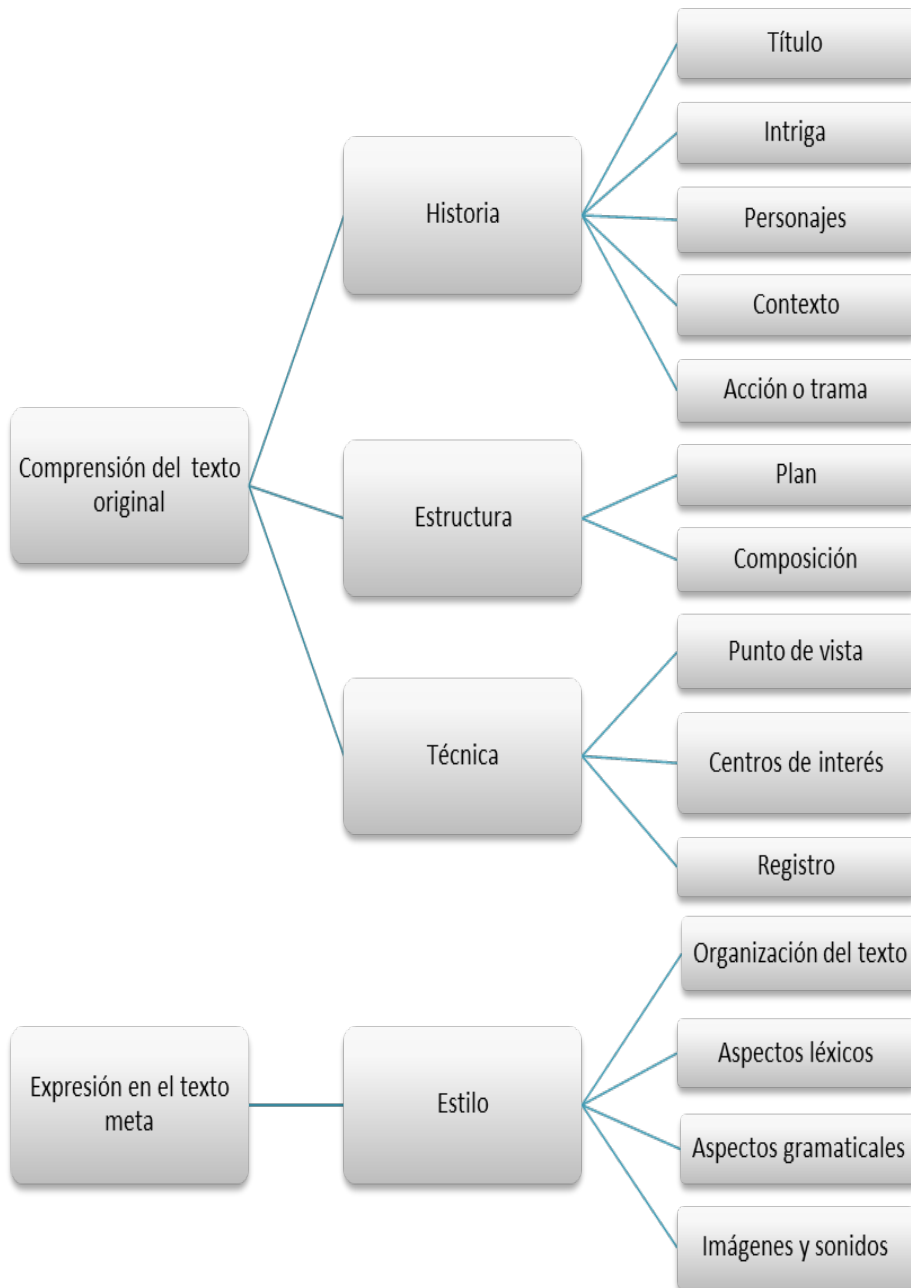 Comprensión del texto
original
Historia
Título
Intriga
Personajes
Contexto
Acción o trama
Estructura
Plan
Composición
Técnica
Punto de vista
Centros de interés
Registro
Expresión en el texto
meta
Estilo
Organización del texto
Aspectos léxicos
Aspectos gramaticales
Imágenes y sonidos